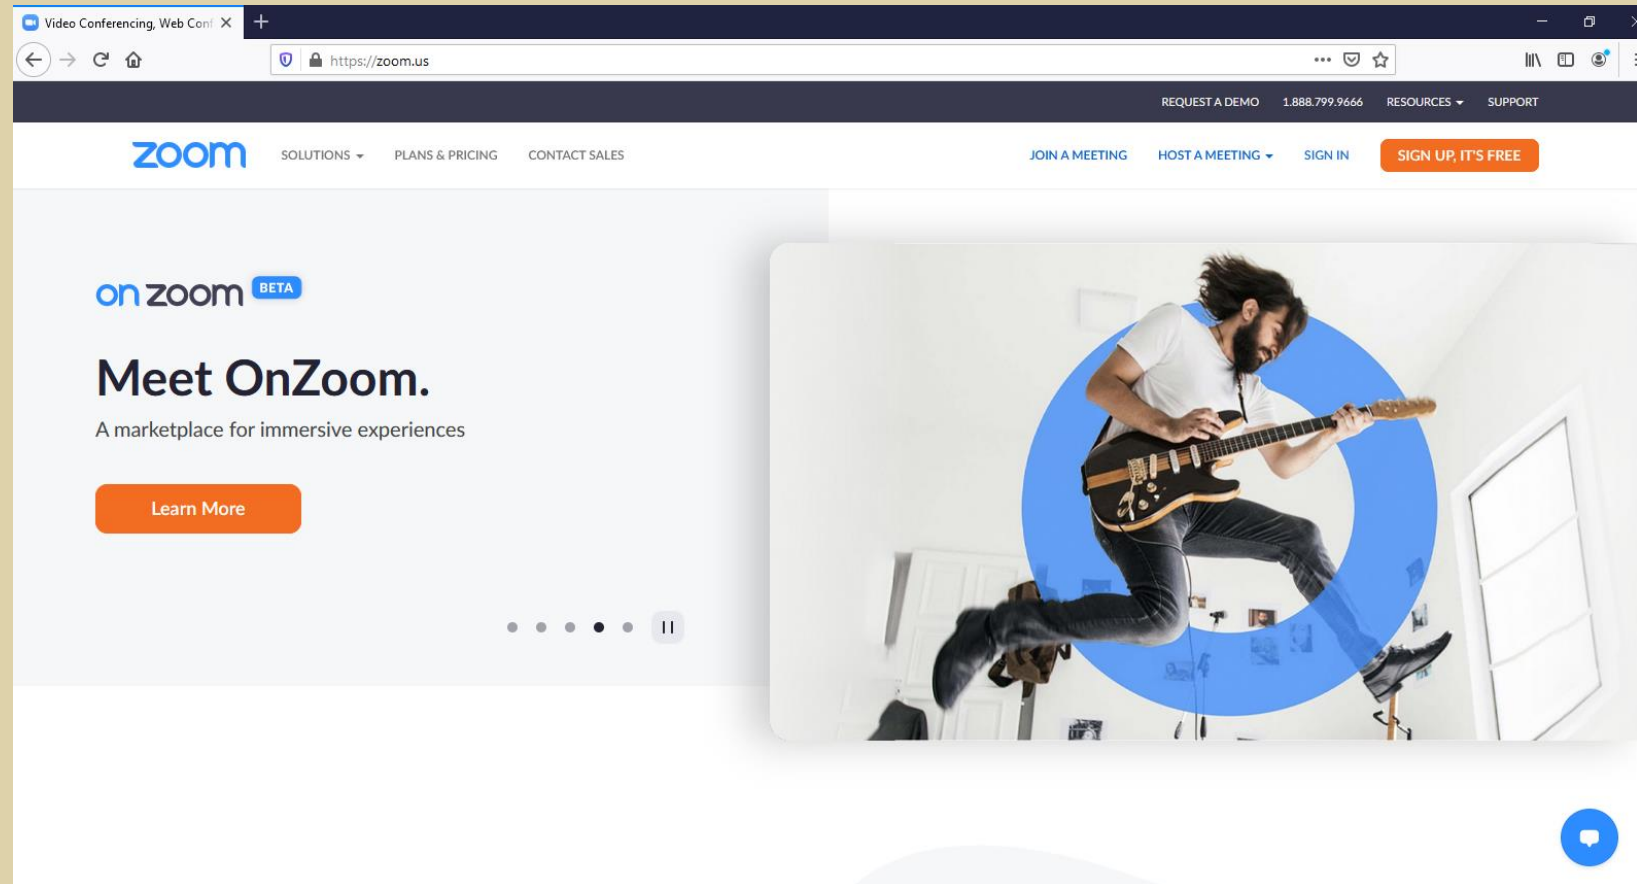 Video Conferencing, Web Conf
https://zoom.us
REQUEST A DEMO 1.888.799.9666 RESOURCES SUPPORT
zoom SOLUTIONS PLANS & PRICING CONTACT SALES JOIN A MEETING HOST A MEETING SIGN IN SIGN UP, IT'S FREE
on zoom BETA
Meet OnZoom.
A marketplace for immersive experiences
Learn More